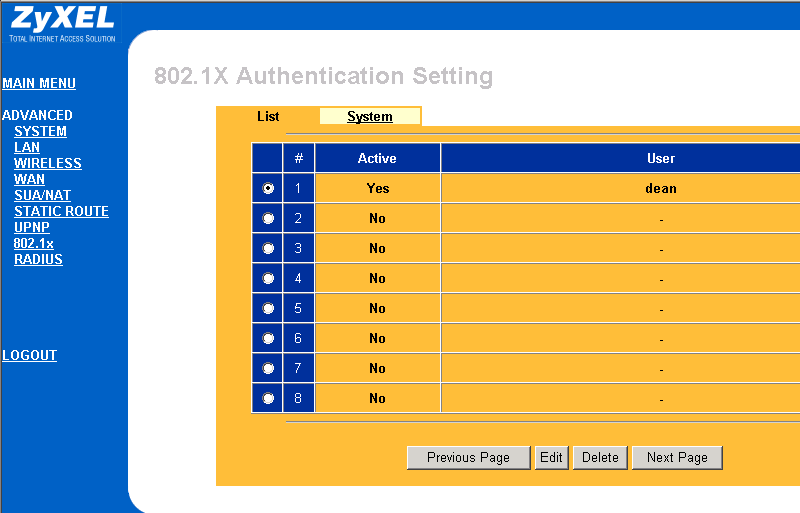 ZyXEL
TOTAL INTERNET ACCESS SOLUTION
MAIN MENU
ADVANCED
SYSTEM
LAN
WIRELESS
WAN
SUA/NAT
STATIC ROUTE
UPNP
802.1x
RADIUS
LOGOUT
802.1X Authentication Setting
List System
# Active User
1 Yes dean
2 No -
3 No -
4 No -
5 No -
6 No -
7 No -
8 No -
Previous Page Edit Delete Next Page